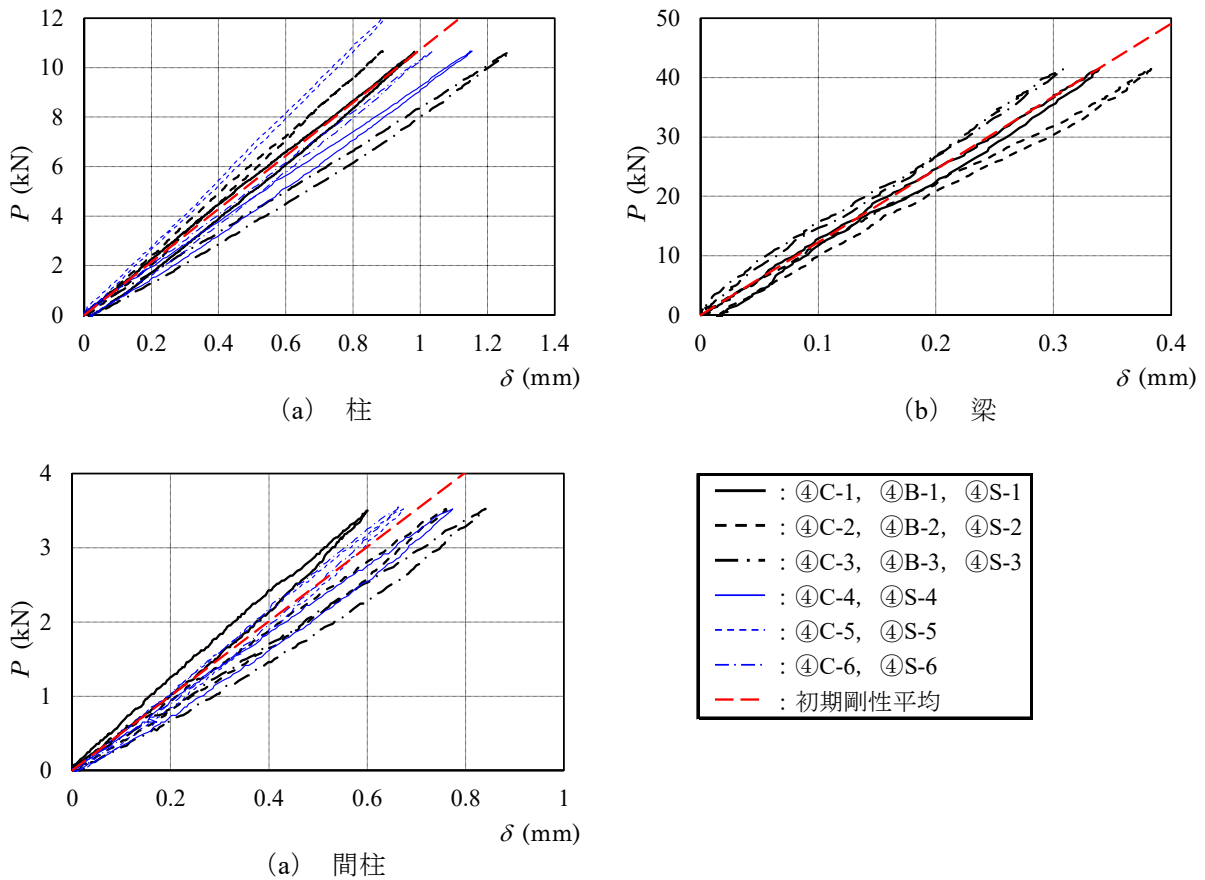 12
10
8
6
4
2
0
P (kN)
0 0.2 0.4 0.6 0.8 1 1.2 1.4
δ (mm)
(a) 柱
50
40
30
20
10
0
P (kN)
0 0.1 0.2 0.3 0.4
δ (mm)
(b) 梁
4
3
2
1
0
P (kN)
0 0.2 0.4 0.6 0.8 1
δ (mm)
(a) 間柱
：④C-1, ④B-1, ④S-1
：④C-2, ④B-2, ④S-2
：④C-3, ④B-3, ④S-3
：④C-4, ④S-4
：④C-5, ④S-5
：④C-6, ④S-6
：初期剛性平均